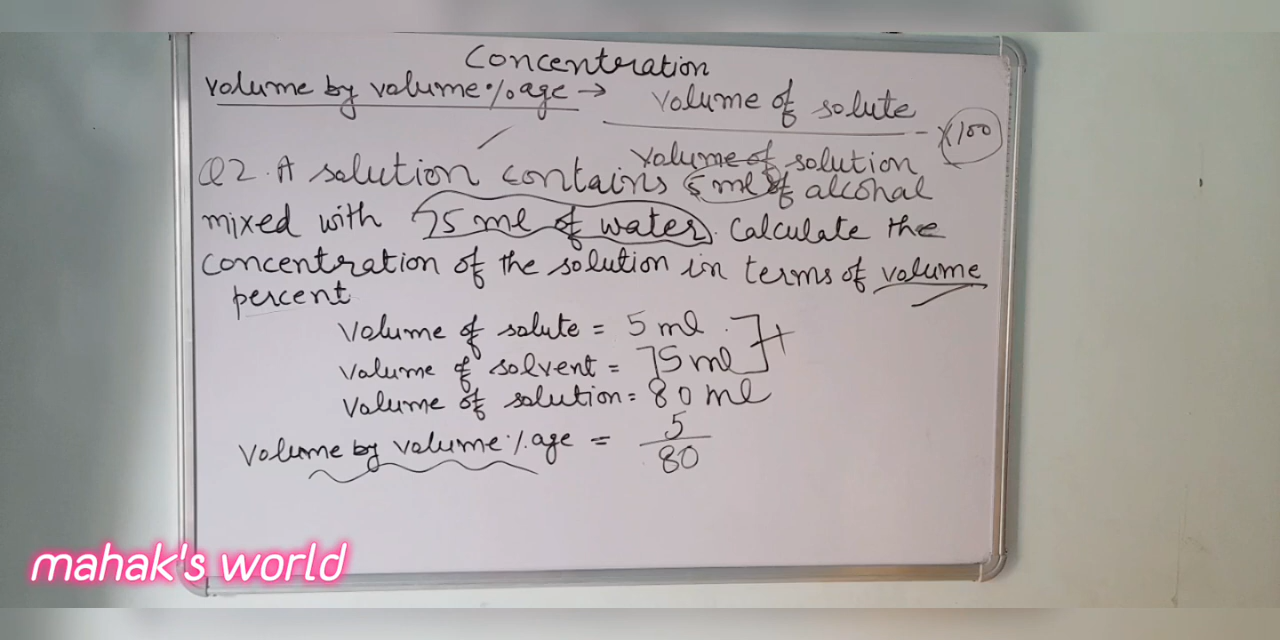 Concentration
volume by volume %age → volume of solute
volume of solution × 100
Q2. A solution contains 5 ml of alcohal
mixed with 75 ml of water. Calculate the
concentration of the solution in terms of volume
percent
Volume of solute = 5 ml
Volume of solvent = 75 ml +
Volume of solution = 80 ml
Volume by volume %age = 5
80
mahak's world